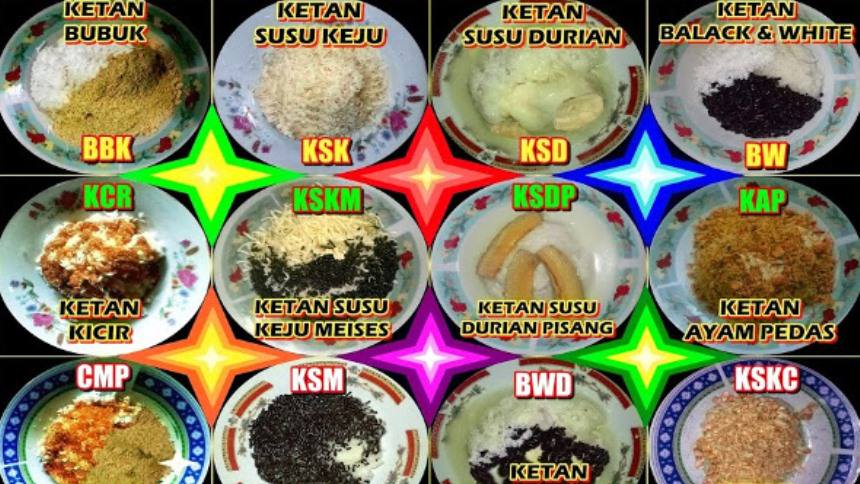 KETAN
BUBUK
BBK
KETAN
SUSU KEJU
KSK
KETAN
SUSU DURIAN
KSD
KETAN
BALACK & WHITE
BW
KCR
KETAN
KICIR
KSKM
KETAN SUSU
KEJU MEISES
KSDP
KETAN SUSU
DURIAN PISANG
KAP
KETAN
AYAM PEDAS
CMP
KSM
BWD
KETAN
KSKC